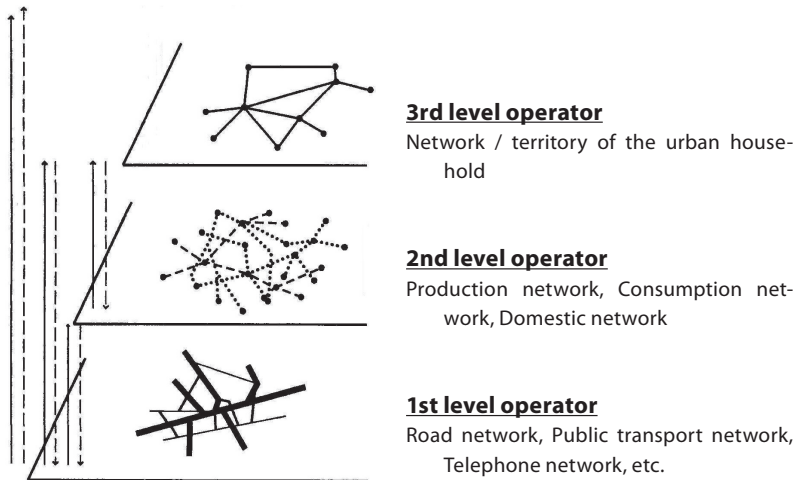 3rd level operator
Network / territory of the urban house-
hold
2nd level operator
Production network, Consumption net-
work, Domestic network
1st level operator
Road network, Public transport network,
Telephone network, etc.